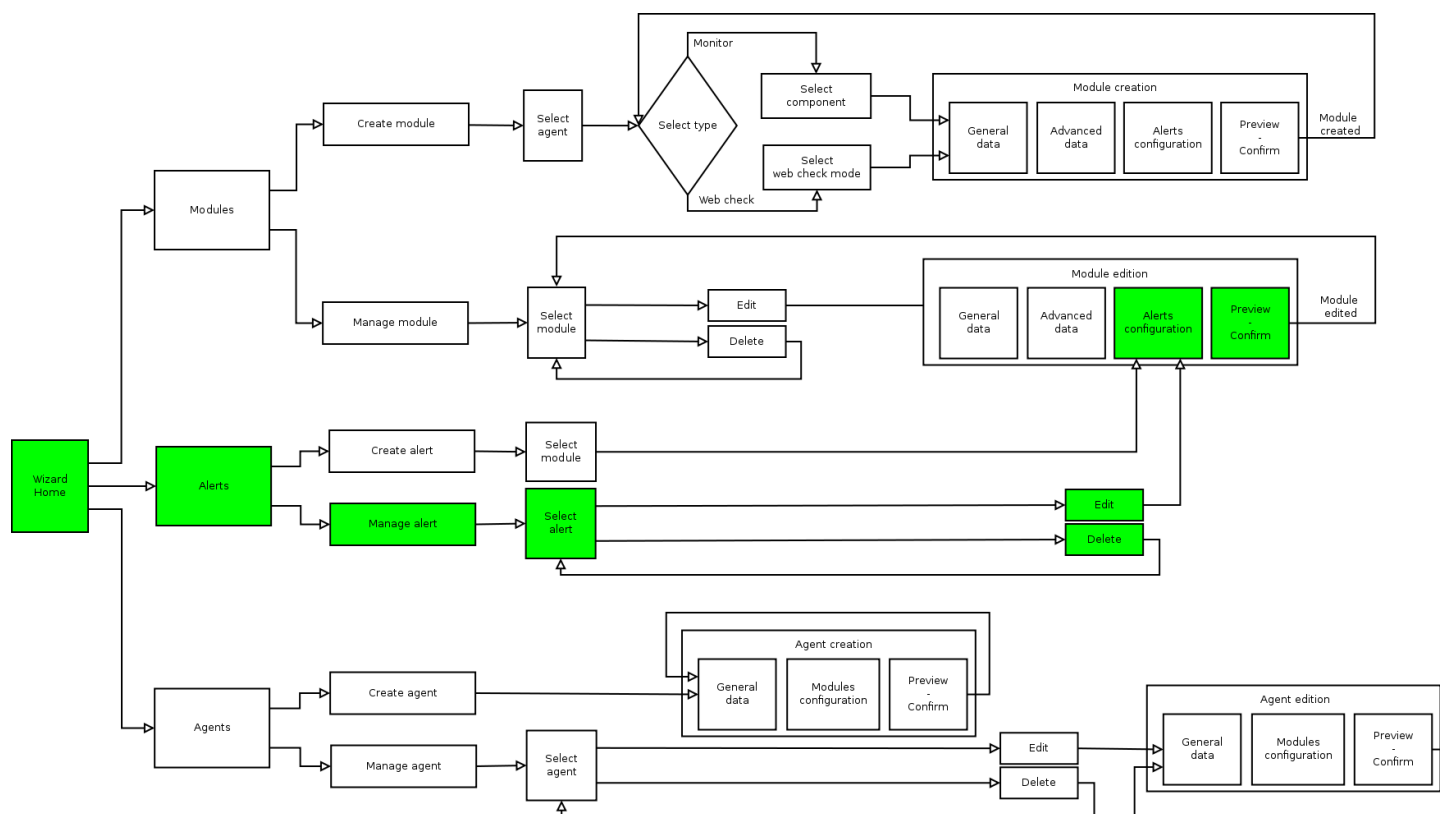 Monitor
Select
component
Module creation
Create module
Select
agent
Select type
General
data
Advanced
data
Alerts
configuration
Preview
-
Confirm
Module
created
Select
web check mode
Web check
Modules
Module edition
Manage module
Select
module
Edit
Delete
General
data
Advanced
data
Alerts
configuration
Preview
-
Confirm
Module
edited
Wizard
Home
Alerts
Create alert
Select
module
Manage alert
Select
alert
Edit
Delete
Agent creation
Create agent
General
data
Modules
configuration
Preview
-
Confirm
Agents
Manage agent
Select
agent
Edit
Delete
Agent edition
General
data
Modules
configuration
Preview
-
Confirm